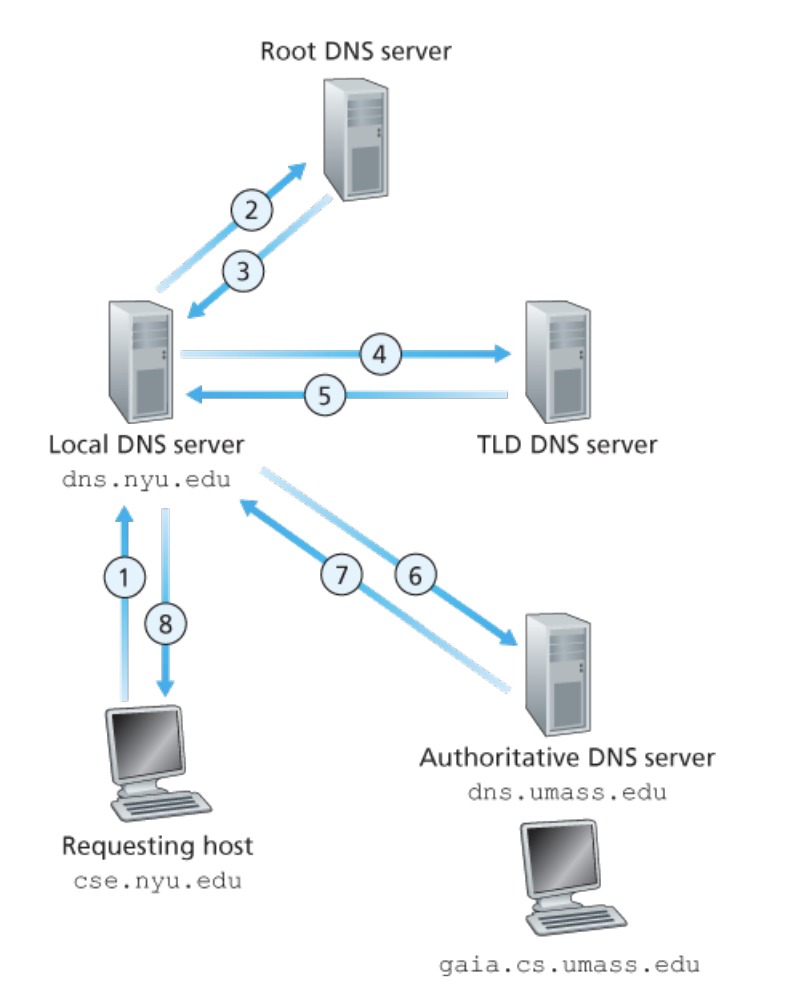 Root DNS server
2
3
4
5
Local DNS server
dns.nyu.edu
TLD DNS server
1
8
7
6
Authoritative DNS server
dns.umass.edu
Requesting host
cse.nyu.edu
gaia.cs.umass.edu